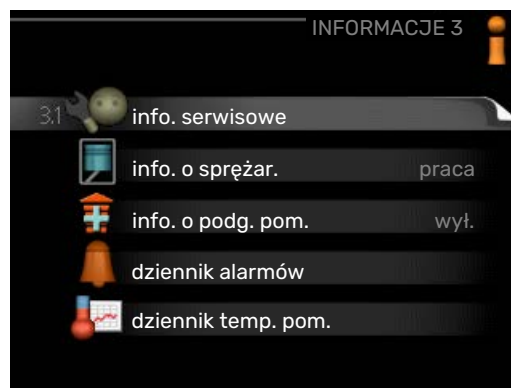 INFORMACJE 3
3.1 info. serwisowe
info. o sprężar. praca
info. o podg. pom. wył.
dziennik alarmów
dziennik temp. pom.